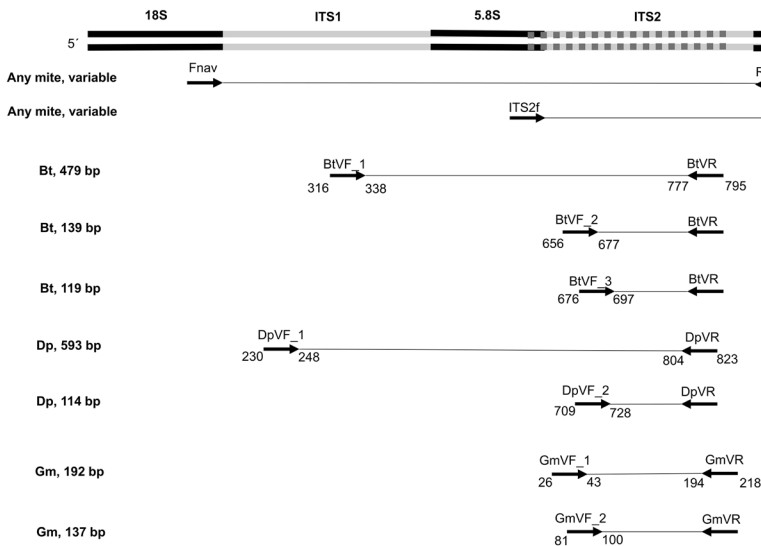 18S ITS1 5.8S ITS2
5´
Fnav R
Any mite, variable
ITS2f
Any mite, variable
BtVF_1 BtVR
Bt, 479 bp
316 338 777 795
BtVF_2 BtVR
Bt, 139 bp
656 677
BtVF_3 BtVR
Bt, 119 bp
676 697
DpVF_1 DpVR
Dp, 593 bp
230 248 804 823
DpVF_2 DpVR
Dp, 114 bp
709 728
GmVF_1 GmVR
Gm, 192 bp
26 43 194 218
GmVF_2 GmVR
Gm, 137 bp
81 100